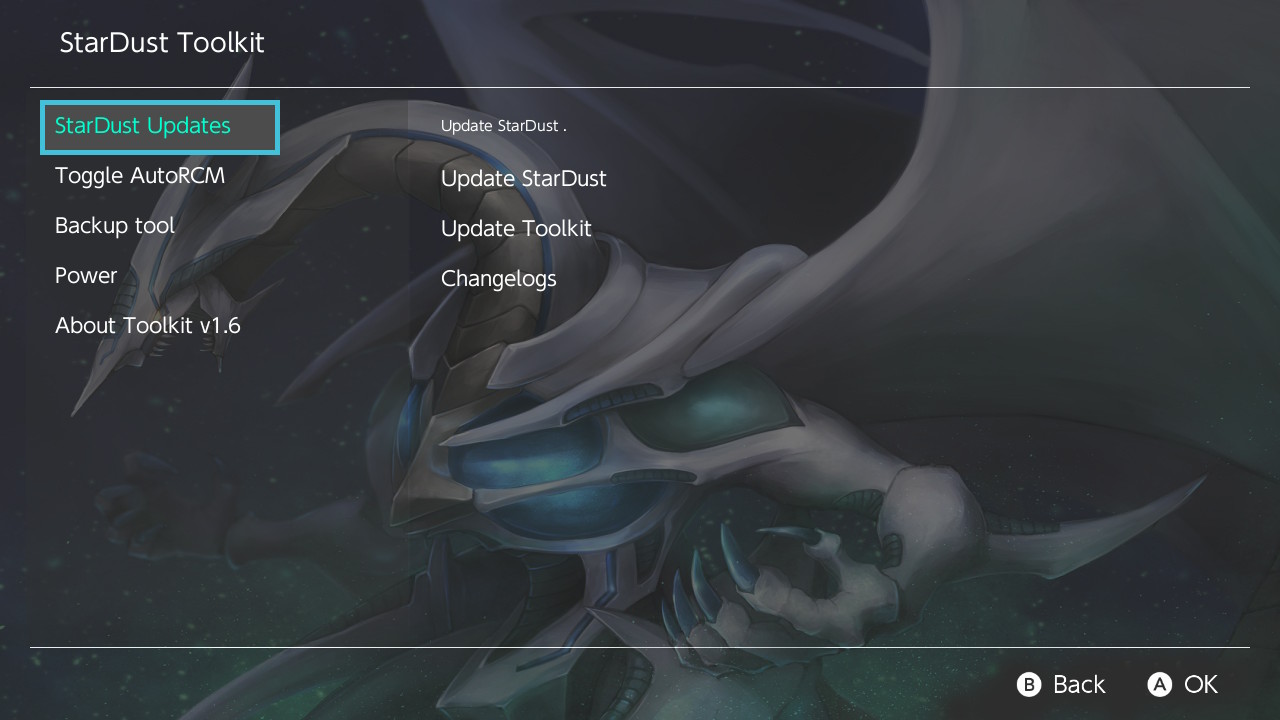 StarDust Toolkit
StarDust Updates
Toggle AutoRCM
Backup tool
Power
About Toolkit v1.6
Update StarDust .
Update StarDust
Update Toolkit
Changelogs
B Back
A OK